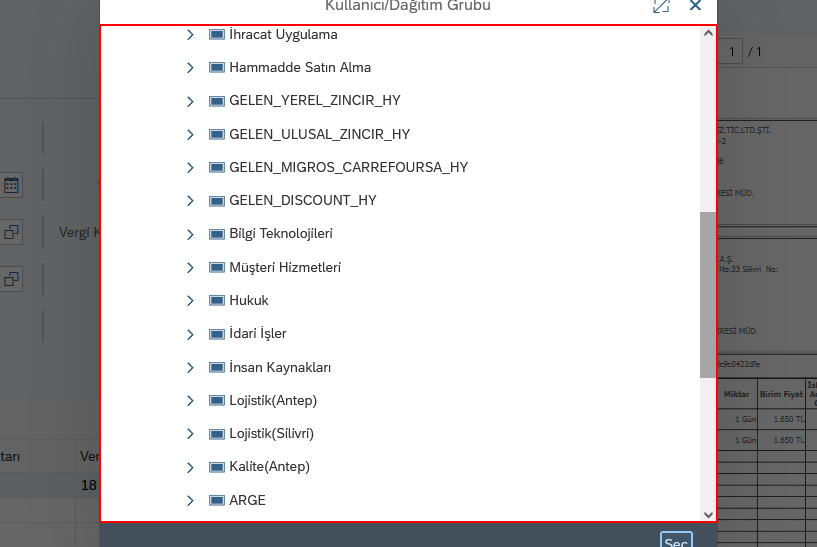 Kullanıcı/Dağıtım Grubu
1 / 1
İhracat Uygulama
Hammadde Satın Alma
GELEN_YEREL_ZINCIR_HY
GELEN_ULUSAL_ZINCIR_HY
GELEN_MIGROS_CARREFOURSA_HY
GELEN_DISCOUNT_HY
Bilgi Teknolojileri
Müşteri Hizmetleri
Hukuk
İdari İşler
İnsan Kaynakları
Lojistik(Antep)
Lojistik(Silivri)
Kalite(Antep)
ARGE
Seç
Vergi K
tarı
Ver
18
İZ.TİC.LTD.ŞTİ.
-2
RESİ MÜD.
.A.Ş.
No:33 Silivri No:
İRESİ MÜD.
5c9c0422dfe
Miktar Birim Fiyat
1 Gün 1.650 TL
1 Gün 1.650 TL